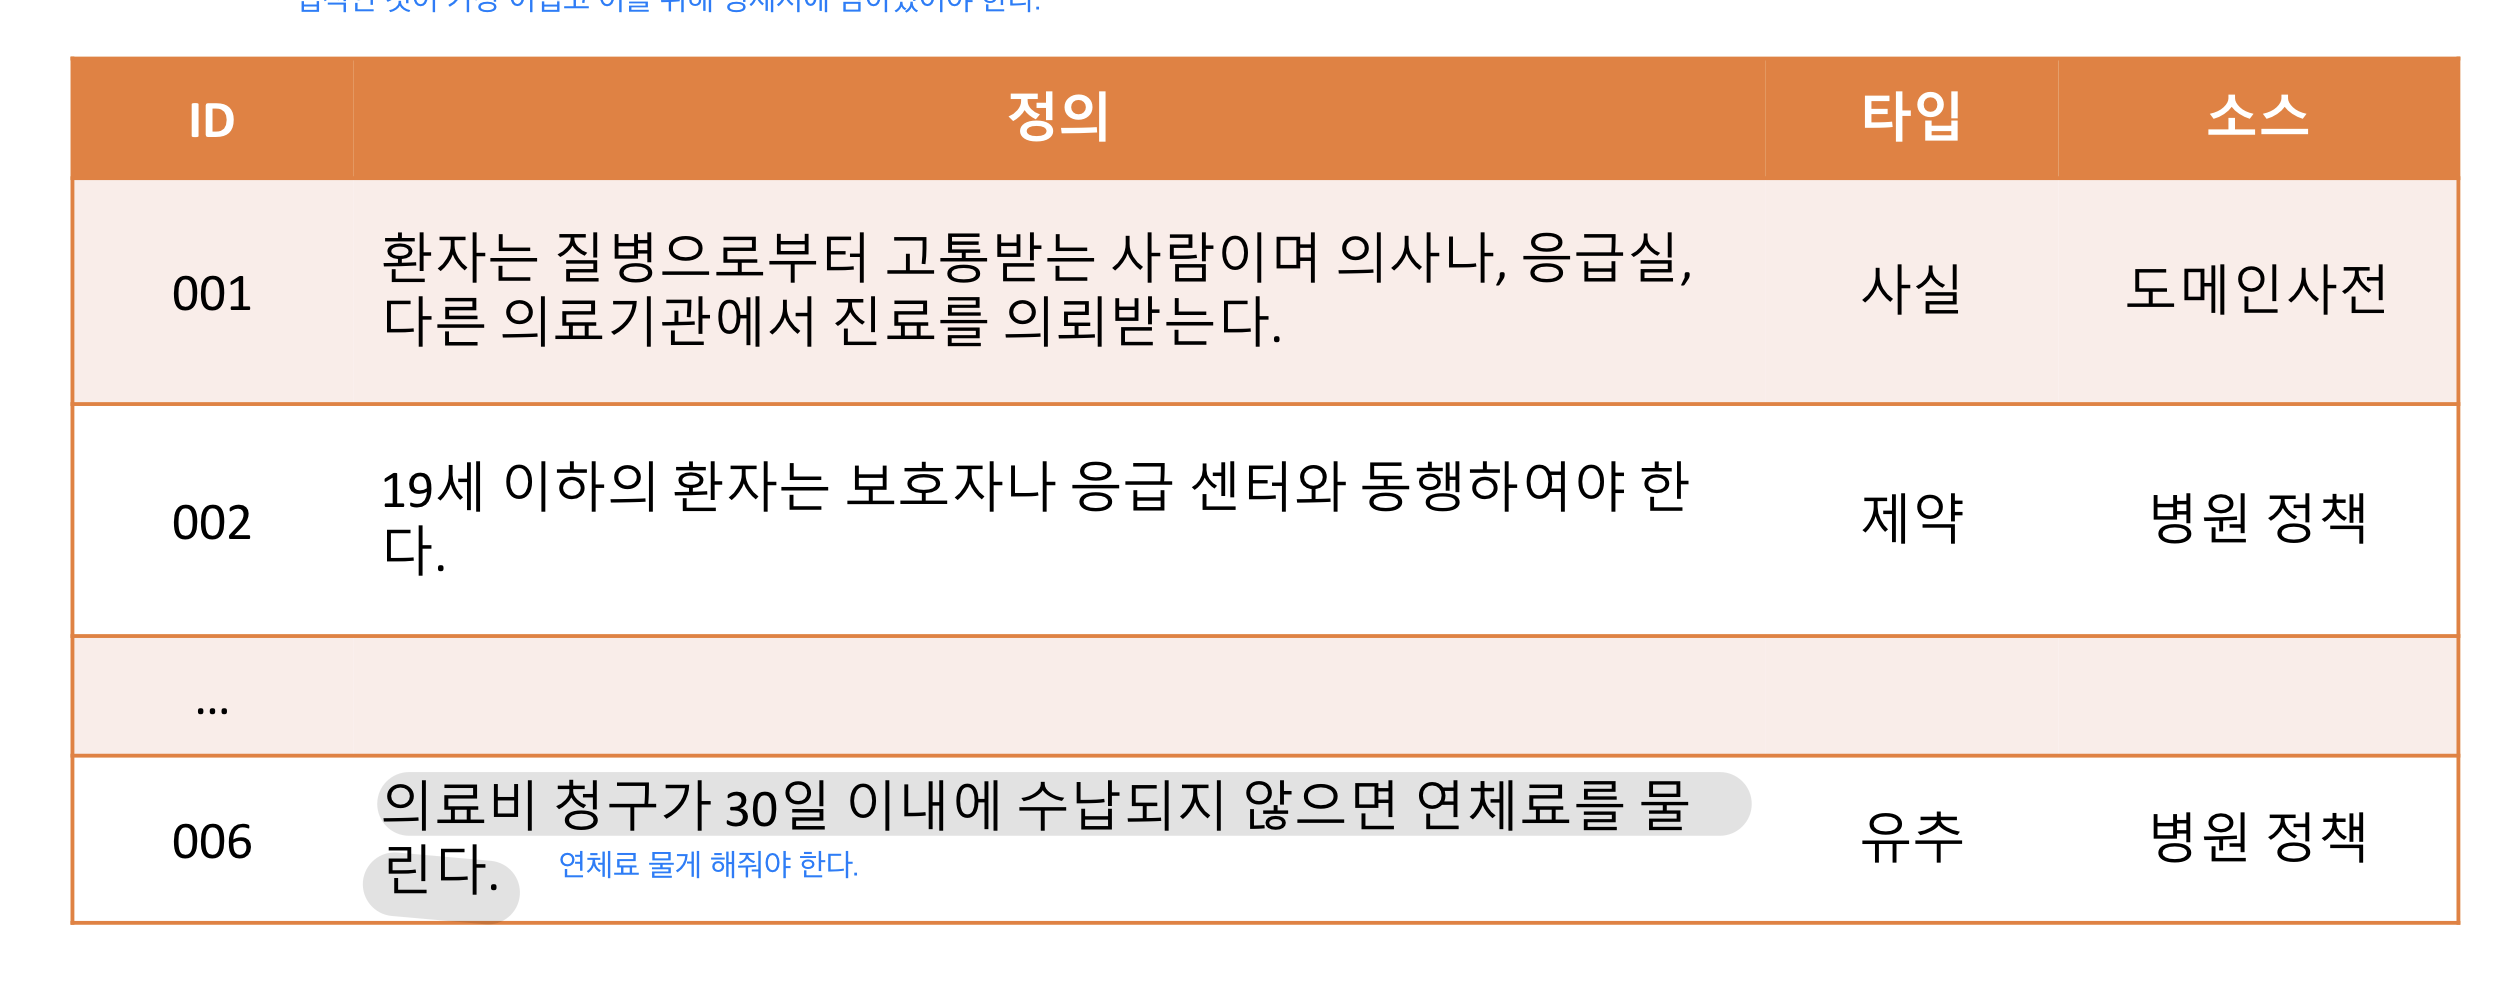 ID 정의 타입 소스
001 환자는 질병으로부터 고통받는 사람이며 의사나, 응급실, 다른 의료기관에서 진료를 의뢰받는다. 사실 도메인사전
002 18세 이하의 환자는 보호자나 응급 센터와 동행하여야 한다. 제약 병원 정책
...
006 의료비 청구가 30일 이내에 수납되지 않으면 연체료를 문다. 연체료 물게 해줘야 한다. 유추 병원 정책